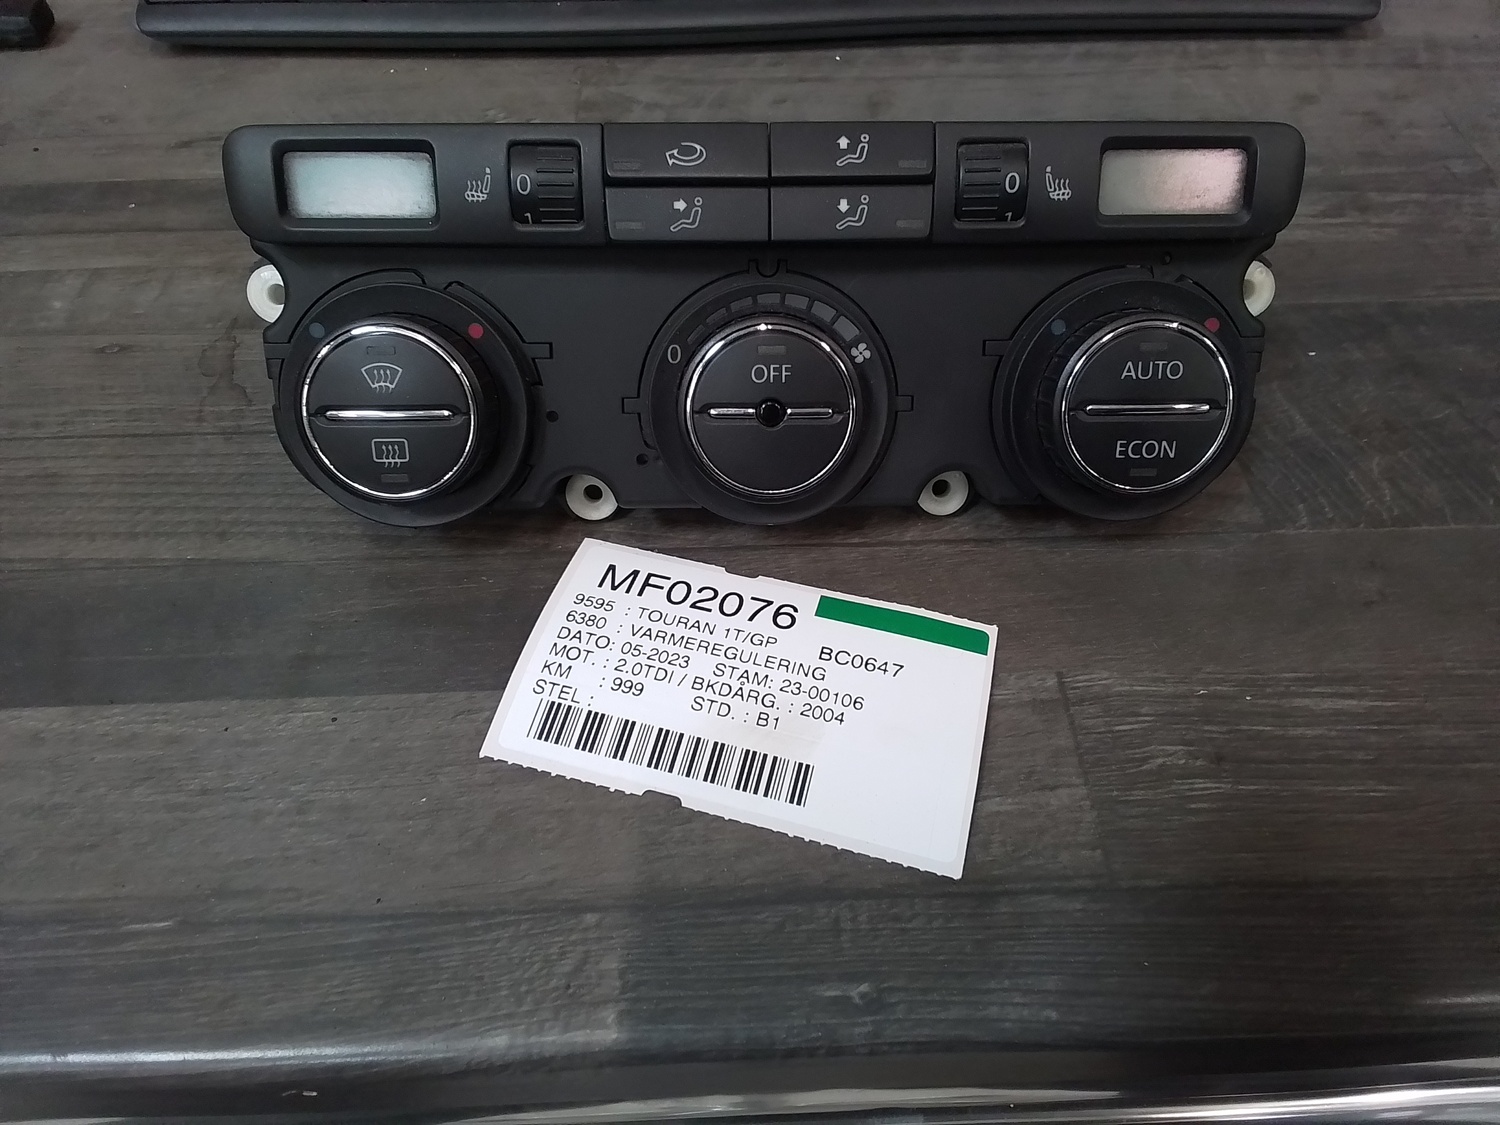 0
1
0
1
0
OFF
AUTO
ECON
MF02076
9595 : TOURAN 1T/GP
6380 : VARMEREGULERING BC0647
DATO: 05-2023 STAM: 23-00106
MOT. : 2.0TDI / BKDÅRG. : 2004
KM : 999 STD. : B1
STEL :